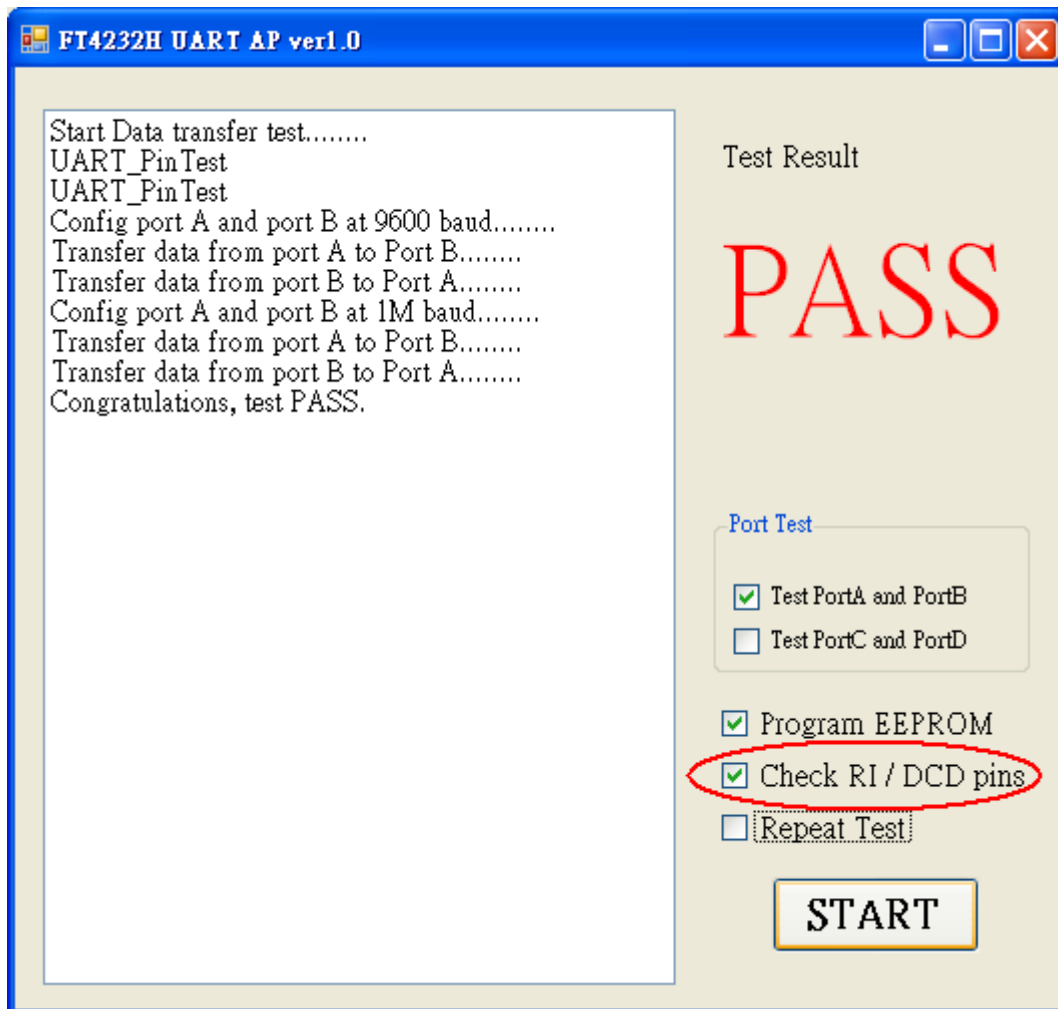 FT4232H UART AP ver1.0
Start Data transfer test........
UART_PinTest
UART_PinTest
Config port A and port B at 9600 baud........
Transfer data from port A to Port B........
Transfer data from port B to Port A........
Config port A and port B at 1M baud........
Transfer data from port A to Port B........
Transfer data from port B to Port A........
Congratulations, test PASS.
Test Result
PASS
Port Test
Test PortA and PortB
Test PortC and PortD
Program EEPROM
Check RI / DCD pins
Repeat Test
START